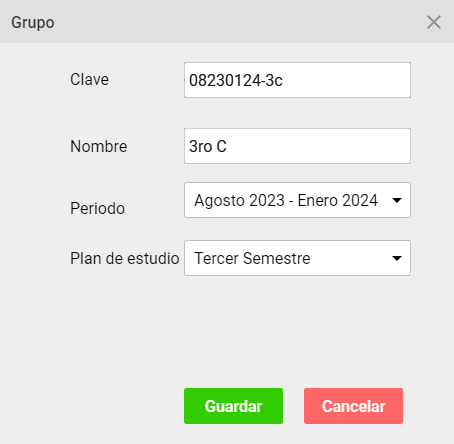 Grupo
Clave 08230124-3c
Nombre 3ro C
Periodo Agosto 2023 - Enero 2024
Plan de estudio Tercer Semestre
Guardar Cancelar